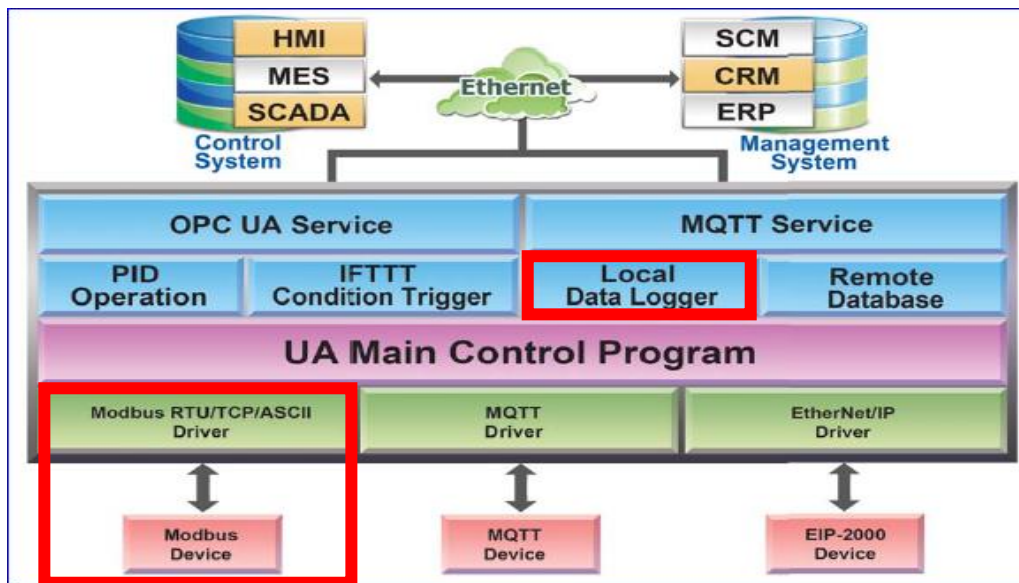 HMI
MES
SCADA
Control
System
Ethernet
SCM
CRM
ERP
Management
System
OPC UA Service
MQTT Service
PID
Operation
IFTTT
Condition Trigger
Local
Data Logger
Remote
Database
UA Main Control Program
Modbus RTU/TCP/ASCII
Driver
MQTT
Driver
EtherNet/IP
Driver
Modbus
Device
MQTT
Device
EIP-2000
Device